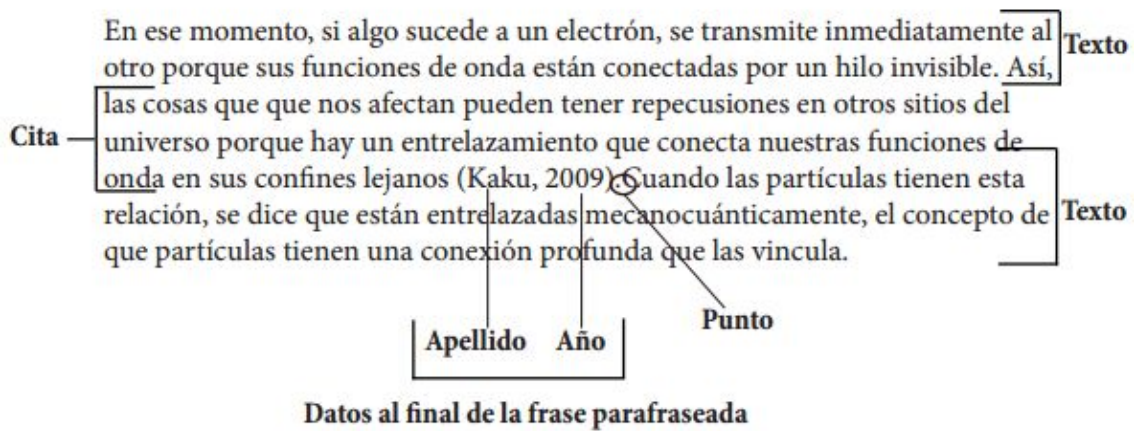 En ese momento, si algo sucede a un electrón, se transmite inmediatamente al
otro porque sus funciones de onda están conectadas por un hilo invisible. Así,
las cosas que que nos afectan pueden tener repecusiones en otros sitios del
universo porque hay un entrelazamiento que conecta nuestras funciones de
onda en sus confines lejanos (Kaku, 2009).Cuando las partículas tienen esta
relación, se dice que están entrelazadas mecanocuánticamente, el concepto de
que partículas tienen una conexión profunda que las vincula.
Texto
Cita
Texto
Punto
Apellido Año
Datos al final de la frase parafraseada